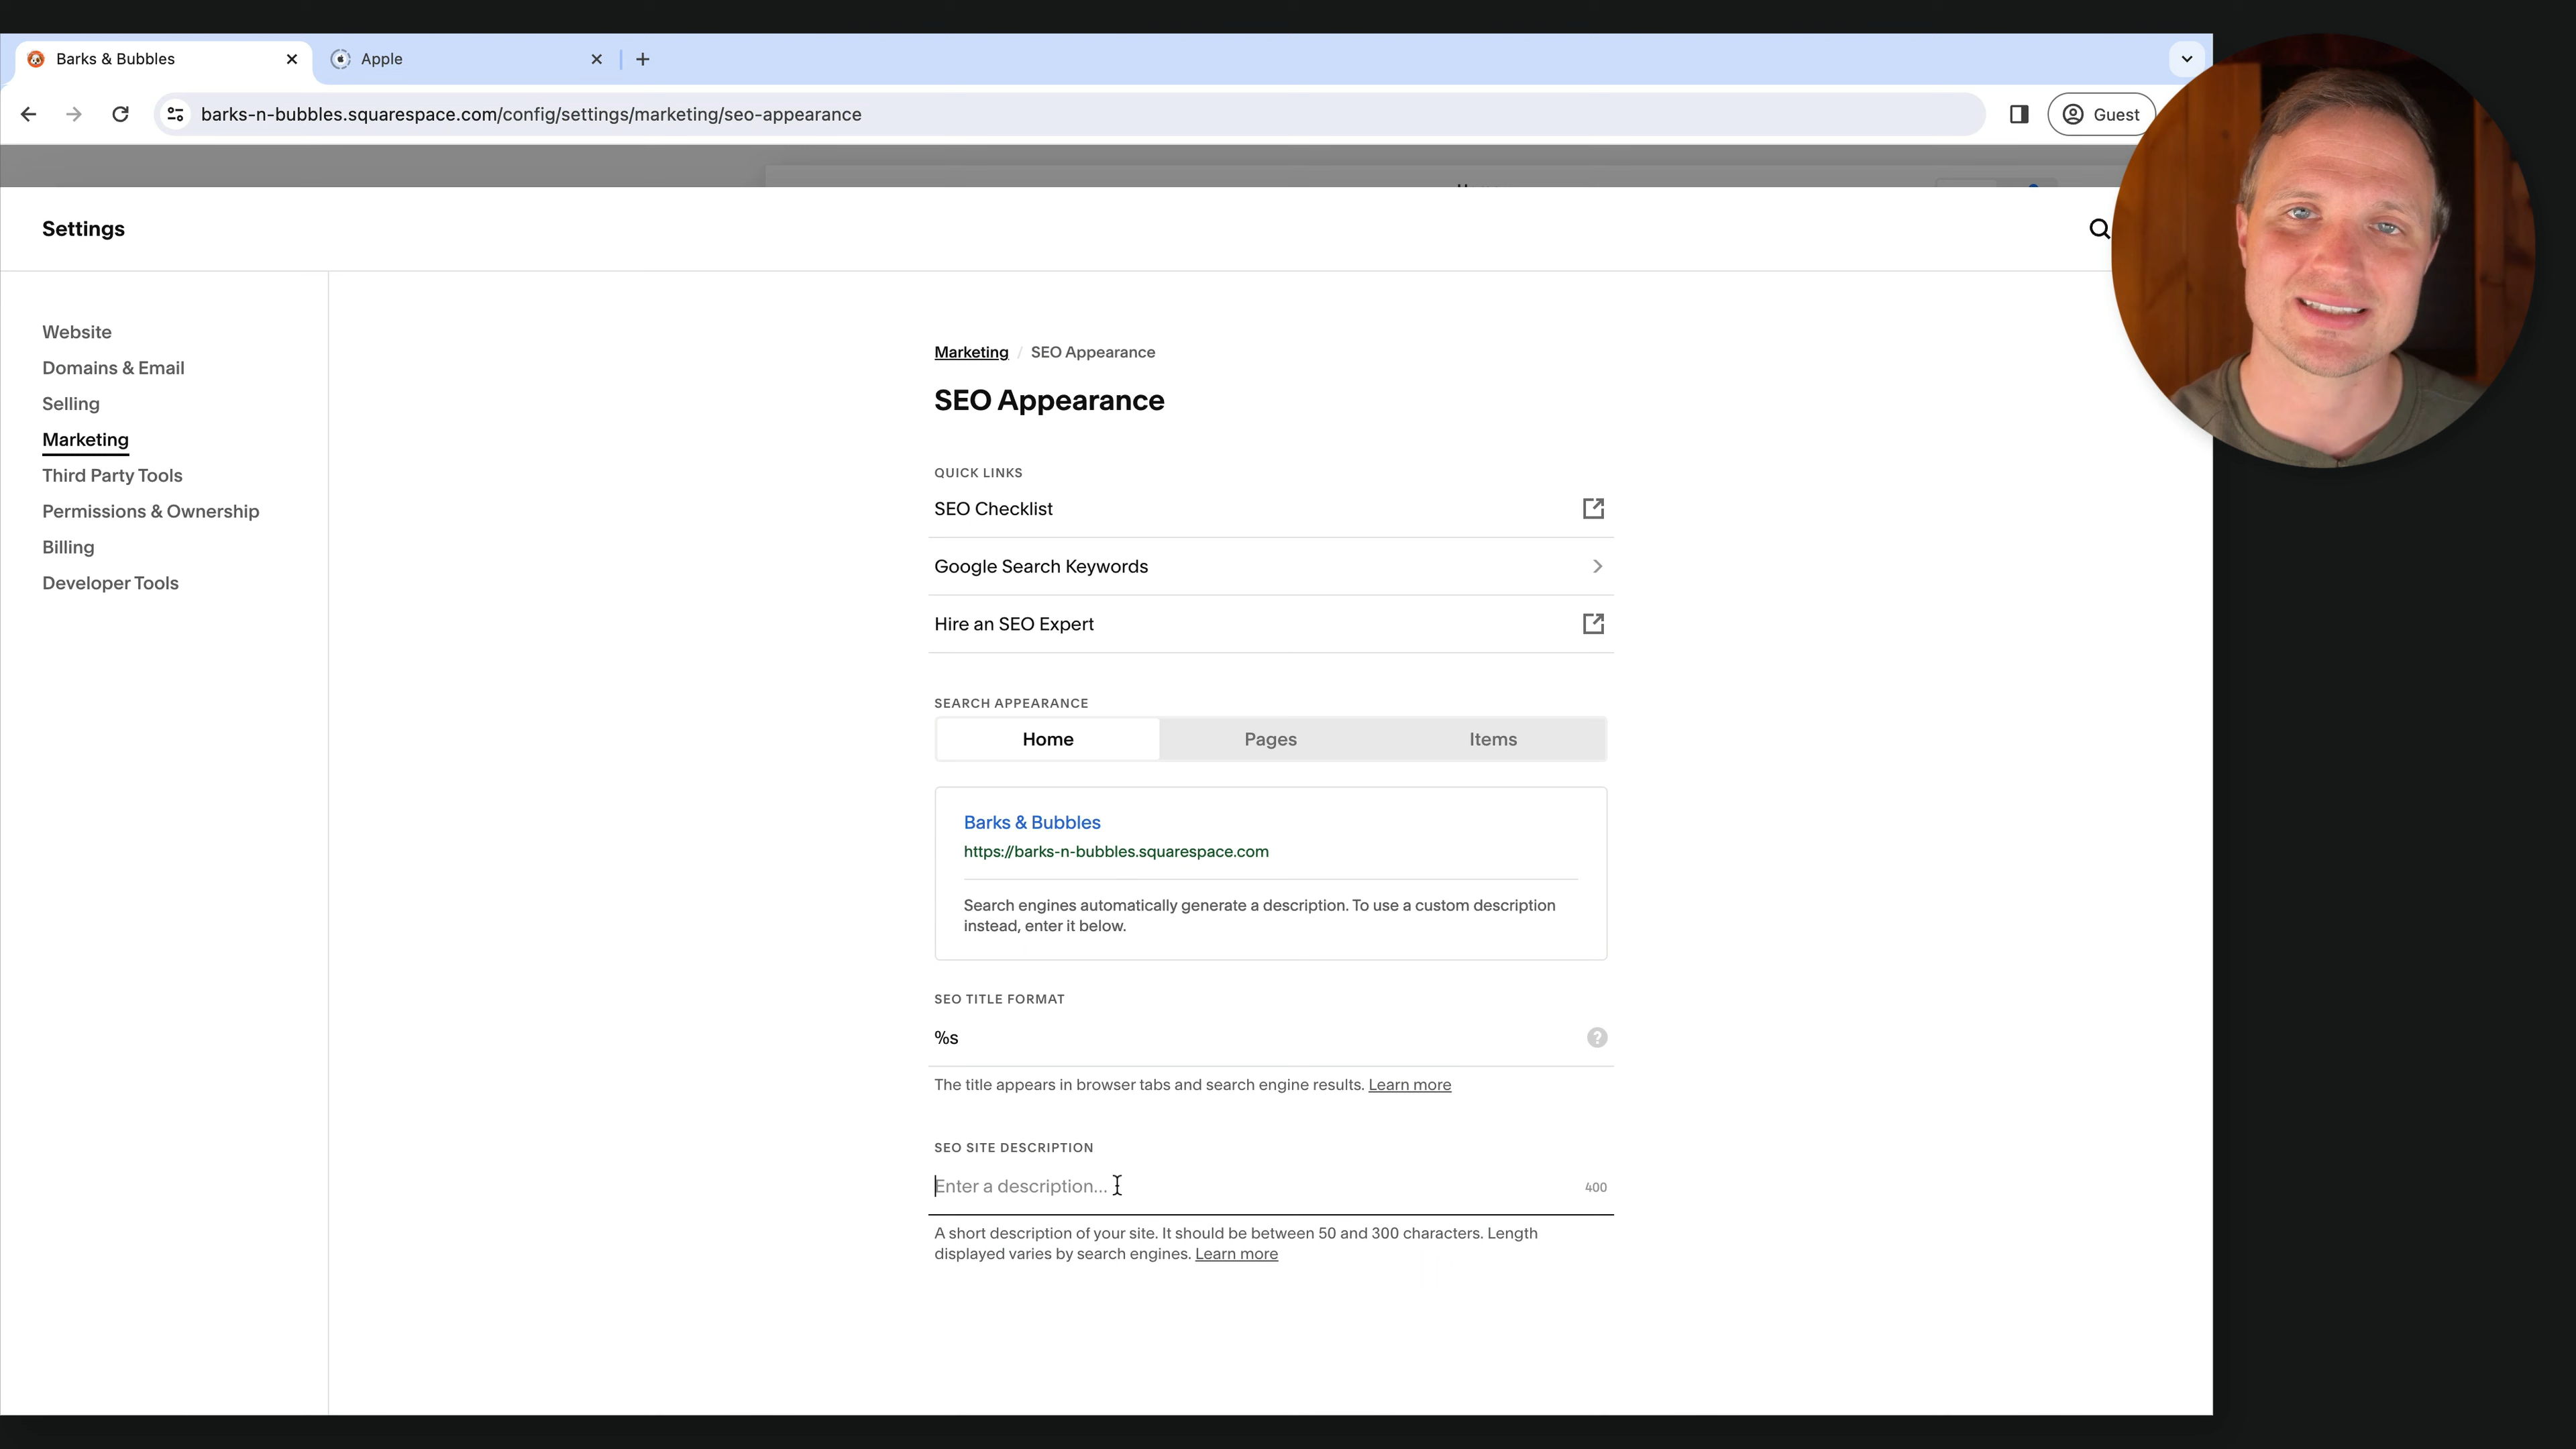 Barks & Bubbles
Apple
barks-n-bubbles.squarespace.com/config/settings/marketing/seo-appearance
Guest
Settings
Website
Domains & Email
Selling
Marketing
Third Party Tools
Permissions & Ownership
Billing
Developer Tools
Marketing / SEO Appearance
SEO Appearance
QUICK LINKS
SEO Checklist
Google Search Keywords
Hire an SEO Expert
SEARCH APPEARANCE
Home
Pages
Items
Barks & Bubbles
https://barks-n-bubbles.squarespace.com
Search engines automatically generate a description. To use a custom description
instead, enter it below.
SEO TITLE FORMAT
%s
?
The title appears in browser tabs and search engine results. Learn more
SEO SITE DESCRIPTION
Enter a description...
400
A short description of your site. It should be between 50 and 300 characters. Length
displayed varies by search engines. Learn more